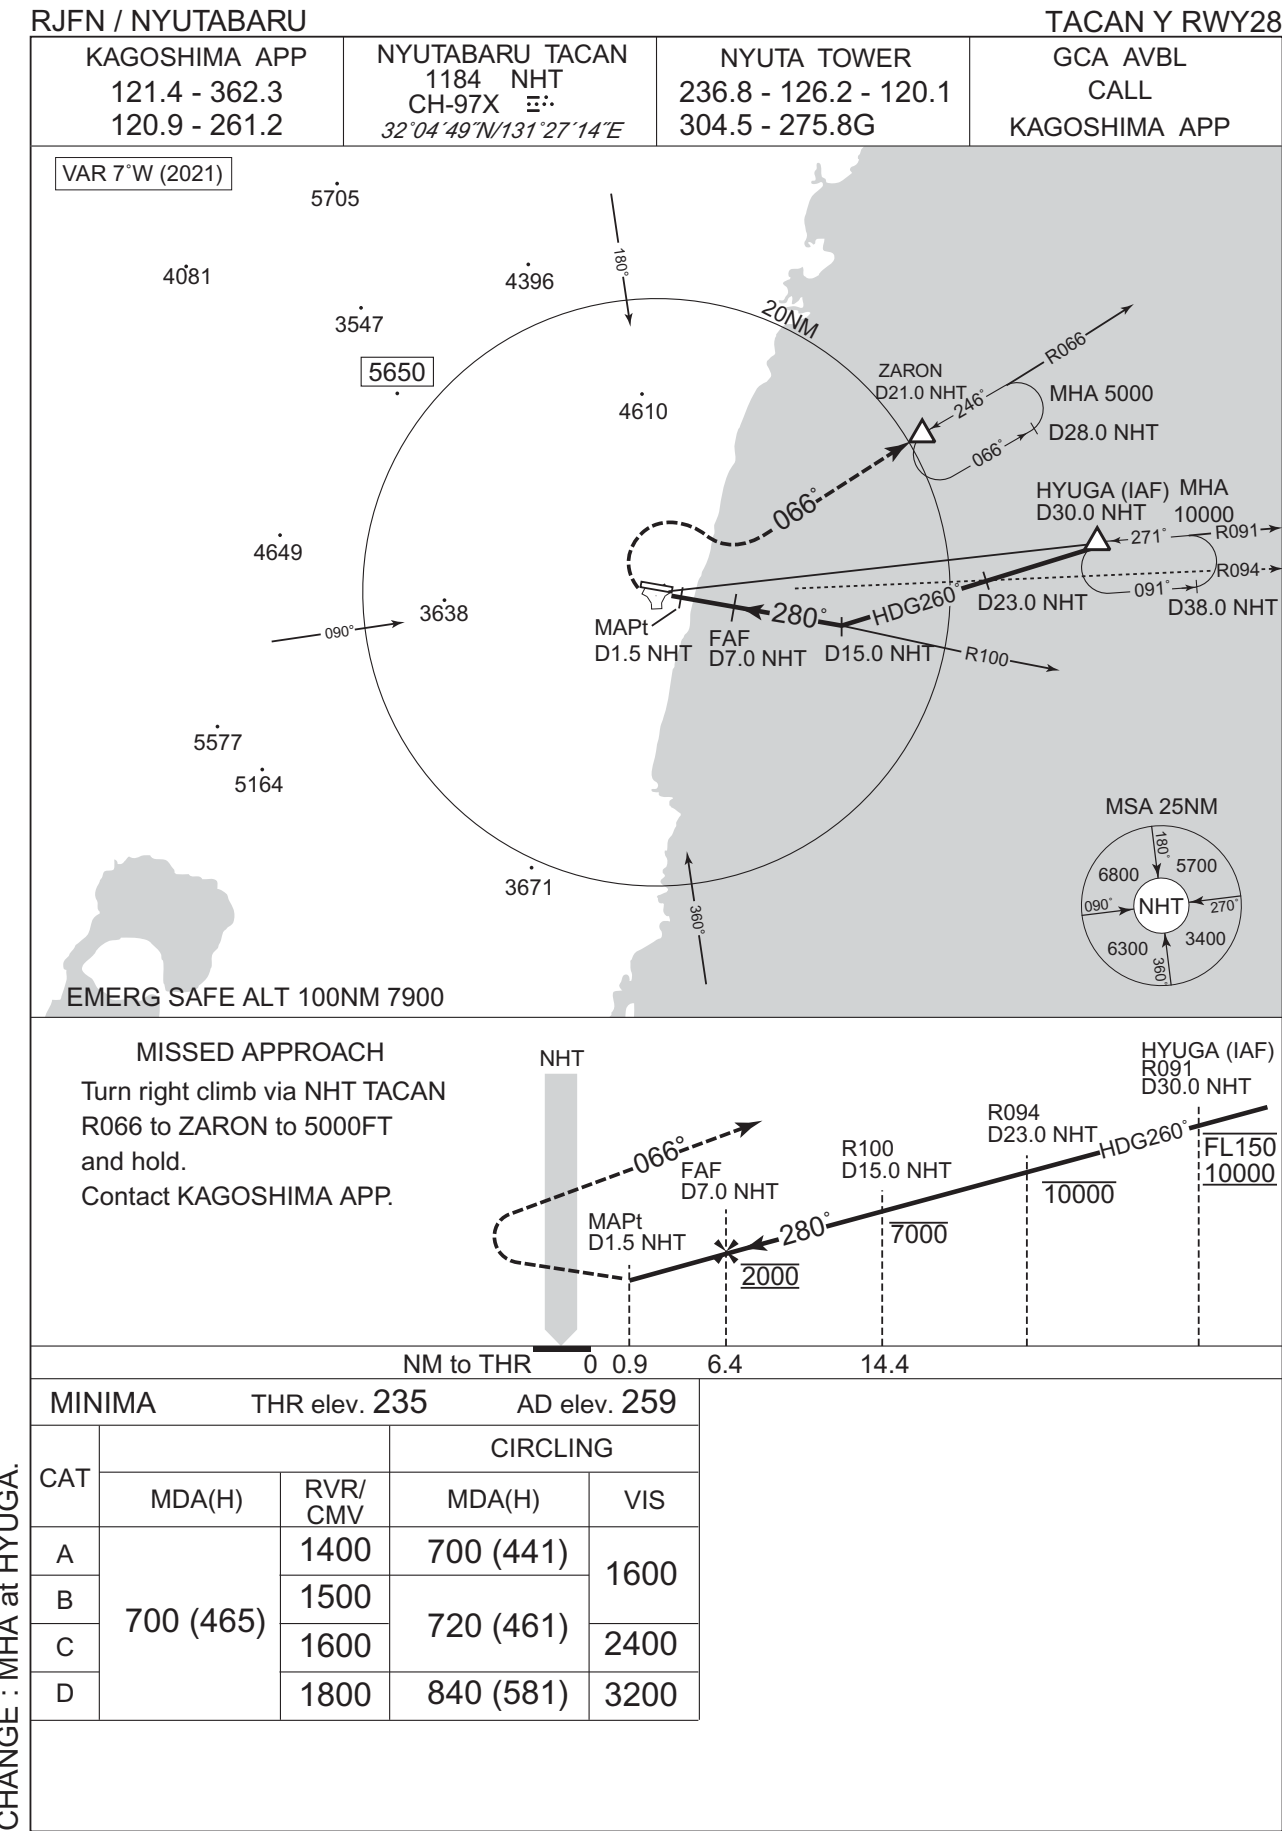 RJFN / NYUTABARU
TACAN Y RWY28
KAGOSHIMA APP
121.4 - 362.3
120.9 - 261.2
NYUTABARU TACAN
1184 NHT
CH-97X
32°04´49˝N/131°27´14˝E
NYUTA TOWER
236.8 - 126.2 - 120.1
304.5 - 275.8G
GCA AVBL
CALL
KAGOSHIMA APP
VAR 7°W (2021)
5705
4081
4396
3547
5650
4610
4649
3638
5577
5164
3671
180°
090°
360°
20NM
ZARON
D21.0 NHT
R066
246°
MHA 5000
D28.0 NHT
066°
066°
HYUGA (IAF)
D30.0 NHT
MHA
10000
271°
R091
R094
091°
D38.0 NHT
D23.0 NHT
HDG260°
280°
MAPt
D1.5 NHT
FAF
D7.0 NHT
D15.0 NHT
R100
MSA 25NM
180°
6800
5700
090°
NHT
270°
6300
3400
360°
EMERG SAFE ALT 100NM 7900
MISSED APPROACH
Turn right climb via NHT TACAN
R066 to ZARON to 5000FT
and hold.
Contact KAGOSHIMA APP.
NHT
066°
MAPt
D1.5 NHT
FAF
D7.0 NHT
2000
280°
R100
D15.0 NHT
7000
R094
D23.0 NHT
10000
HDG260°
HYUGA (IAF)
R091
D30.0 NHT
FL150
10000
NM to THR 0 0.9 6.4 14.4
MINIMA THR elev. 235 AD elev. 259
CAT
CIRCLING
MDA(H)
RVR/
CMV
MDA(H)
VIS
A 1400 700 (441)
1600
B 1500
700 (465)
720 (461)
C 1600 2400
D 1800 840 (581) 3200
CHANGE : MHA at HYUGA.